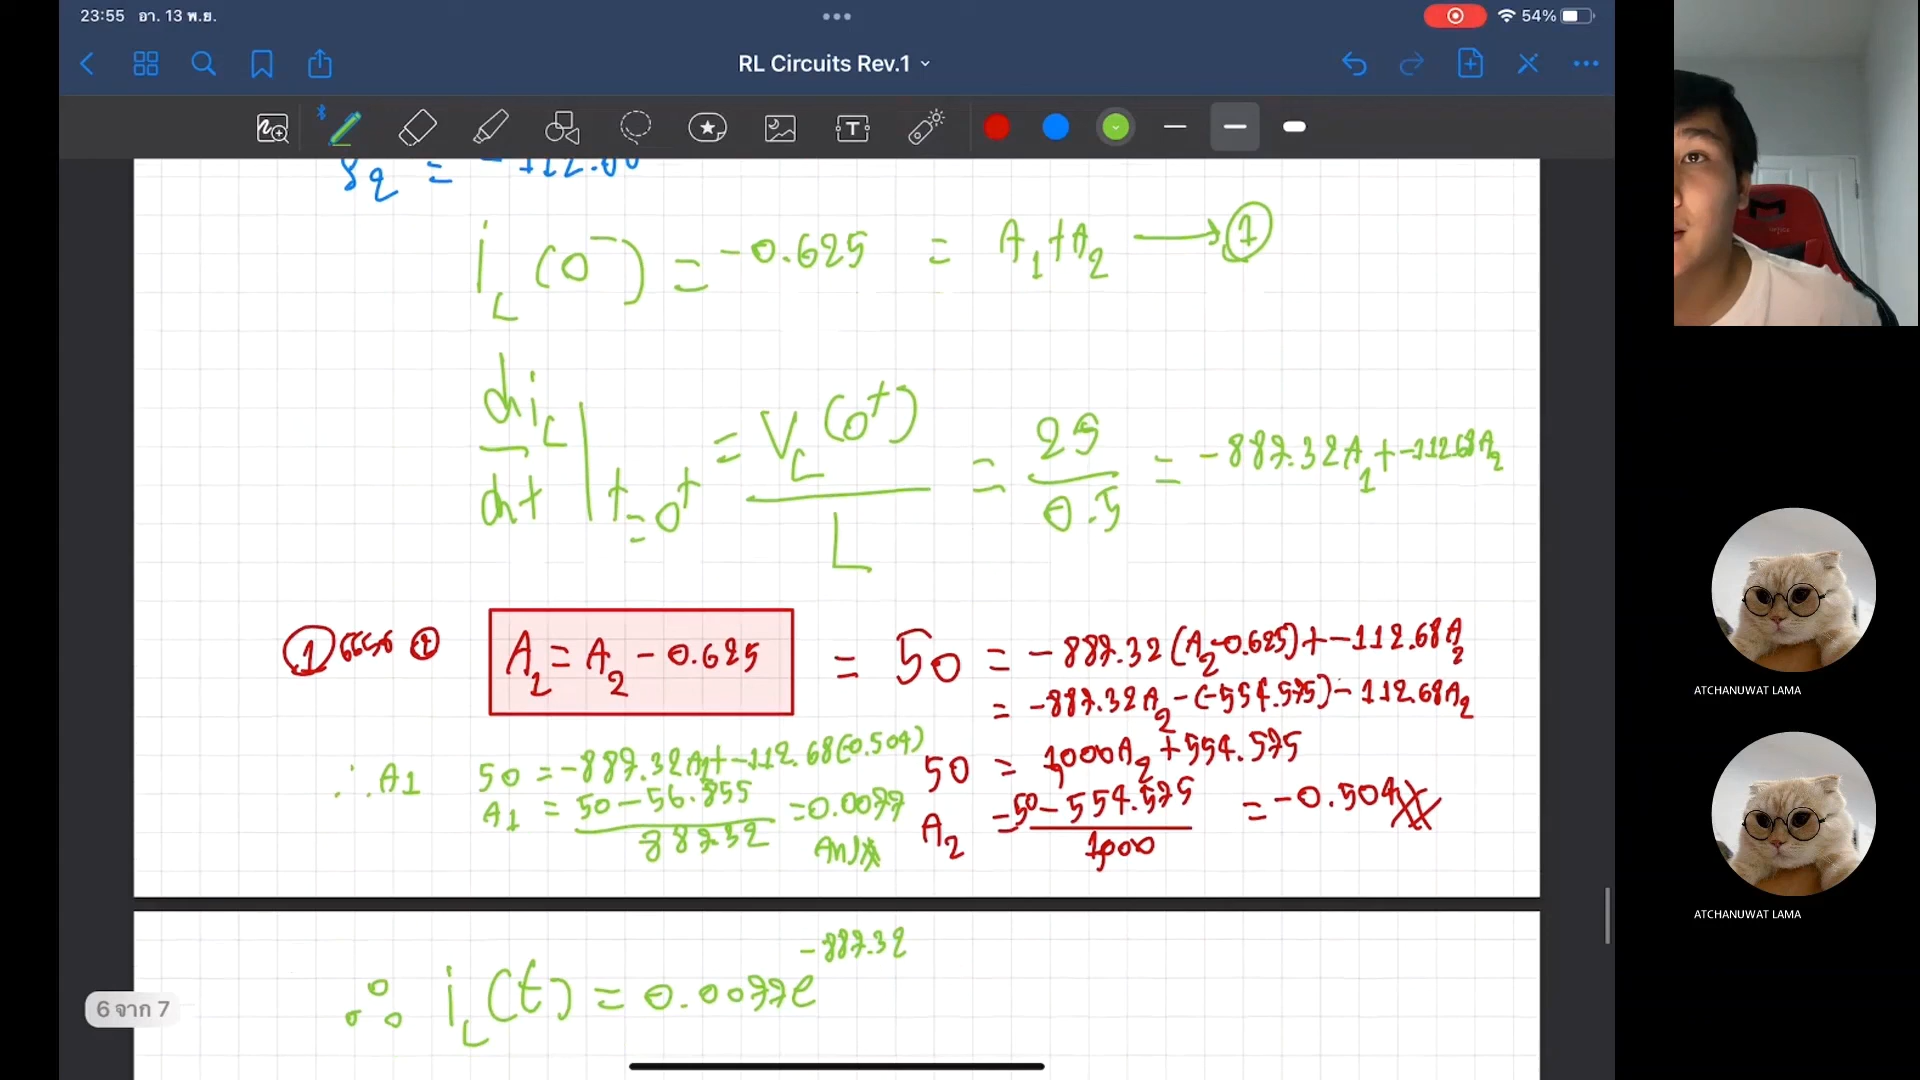 23:55 อา. 13 พ.ย.
54%
RL Circuits Rev.1
T
= -112.68
i_L(0⁻) = -0.625 = A₁+A₂ → ①
di_L/dt |t=0⁺ = V_L(0⁺)/L = 25/0.5 = -887.32A₁+-112.68A₂
① A₁ = A₂ - 0.625 = 50 = -887.32(A₂-0.625)+-112.68A₂
= -887.32A₂-(-554.575)-112.68A₂
50 = 1000A₂+554.575
A₂ = -50-554.575/1000 = -0.504
∴ A1 50 = -887.32A₁+-112.68(-0.504)
A1 = 50-56.855/887.32 = 0.0077
Ans
6 จาก 7
∴ i_L(t) = 0.0077e^-887.32
ATCHANUWAT LAMA
ATCHANUWAT LAMA